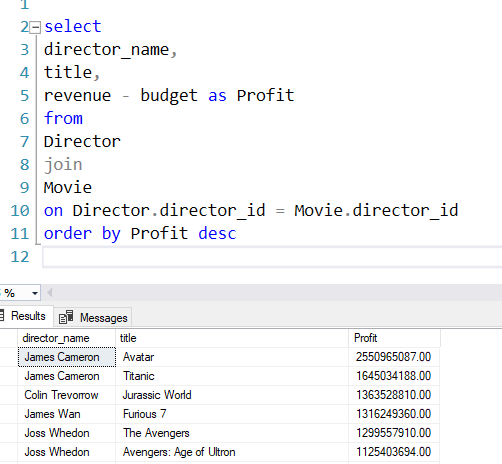 1
2 select
3 director_name,
4 title,
5 revenue - budget as Profit
6 from
7 Director
8 join
9 Movie
10 on Director.director_id = Movie.director_id
11 order by Profit desc
12
%
Results Messages
director_name title Profit
James Cameron Avatar 2550965087.00
James Cameron Titanic 1645034188.00
Colin Trevorrow Jurassic World 1363528810.00
James Wan Furious 7 1316249360.00
Joss Whedon The Avengers 1299557910.00
Joss Whedon Avengers: Age of Ultron 1125403694.00